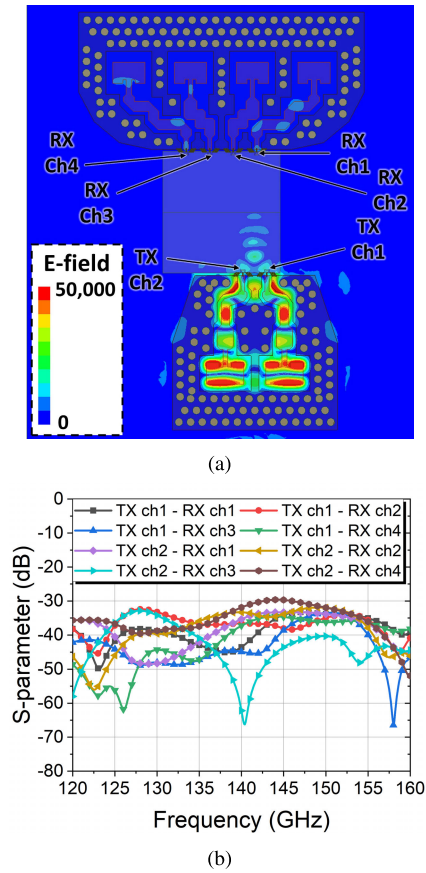 RX
Ch4
RX
Ch3
RX
Ch1
RX
Ch2
TX
Ch2
TX
Ch1
E-field
50,000
0
(a)
TX ch1 - RX ch1
TX ch1 - RX ch2
TX ch1 - RX ch3
TX ch1 - RX ch4
TX ch2 - RX ch1
TX ch2 - RX ch2
TX ch2 - RX ch3
TX ch2 - RX ch4
S-parameter (dB)
0
-10
-20
-30
-40
-50
-60
-70
-80
120 125 130 135 140 145 150 155 160
Frequency (GHz)
(b)